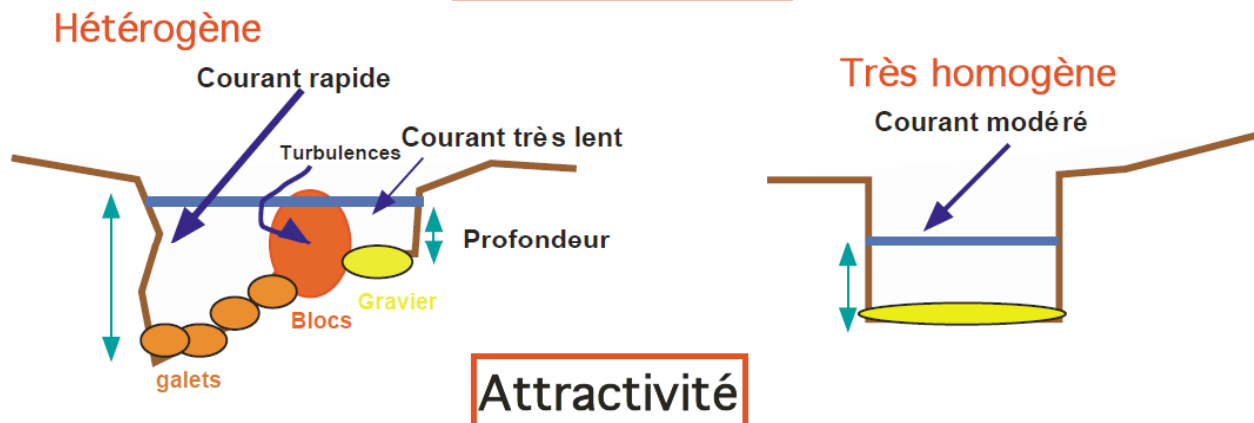 Hétérogène
Courant rapide
Turbulences
Courant très lent
Profondeur
Gravier
Blocs
galets
Très homogène
Courant modéré
Attractivité